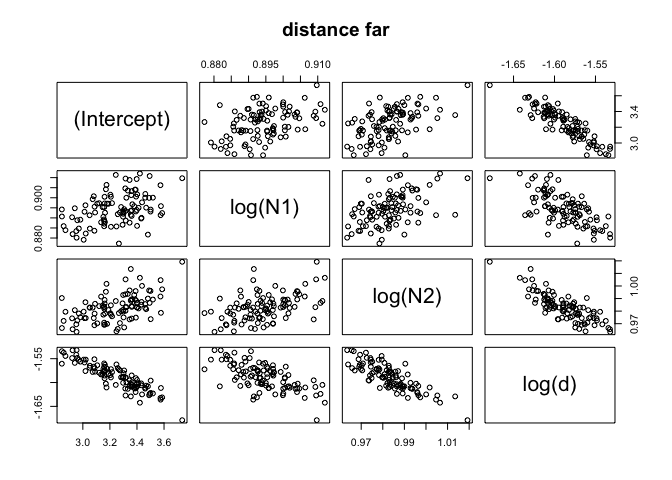 distance far
0.880 0.895 0.910
-1.65 -1.60 -1.55
(Intercept)
3.0 3.4
0.880 0.900
log(N1)
log(N2)
0.97 1.00
-1.65 -1.55
log(d)
3.0 3.2 3.4 3.6
0.97 0.99 1.01